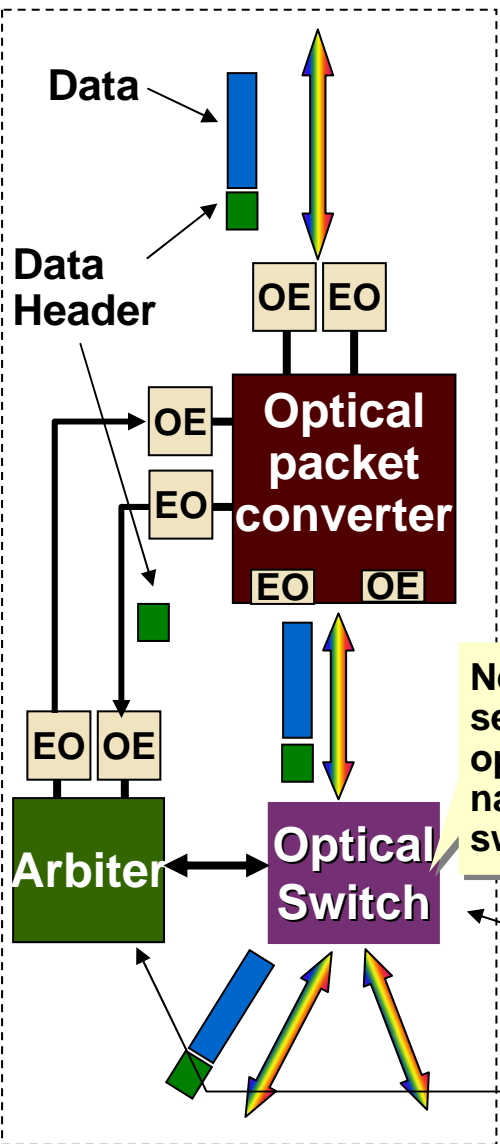 Data
Data
Header
OE EO
OE
Optical
packet
converter
EO
EO OE
EO OE
Arbiter
Optical
Switch